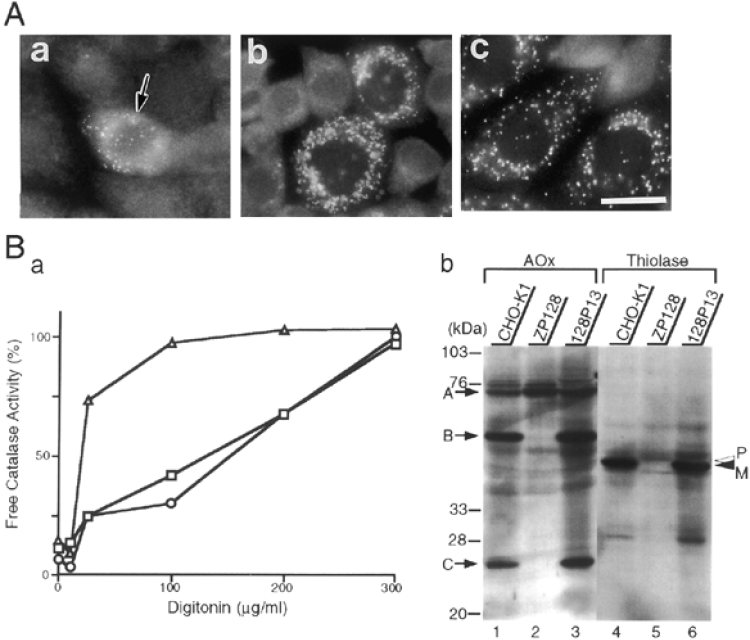 A
a
b
c
B
a
Free Catalase Activity (%)
100
50
0
0
100
200
300
Digitonin (μg/ml)
b
AOx
Thiolase
CHO-K1
ZP128
128P13
CHO-K1
ZP128
128P13
(kDa)
103
76
A
B
33
28
C
20
P
M
1 2 3 4 5 6